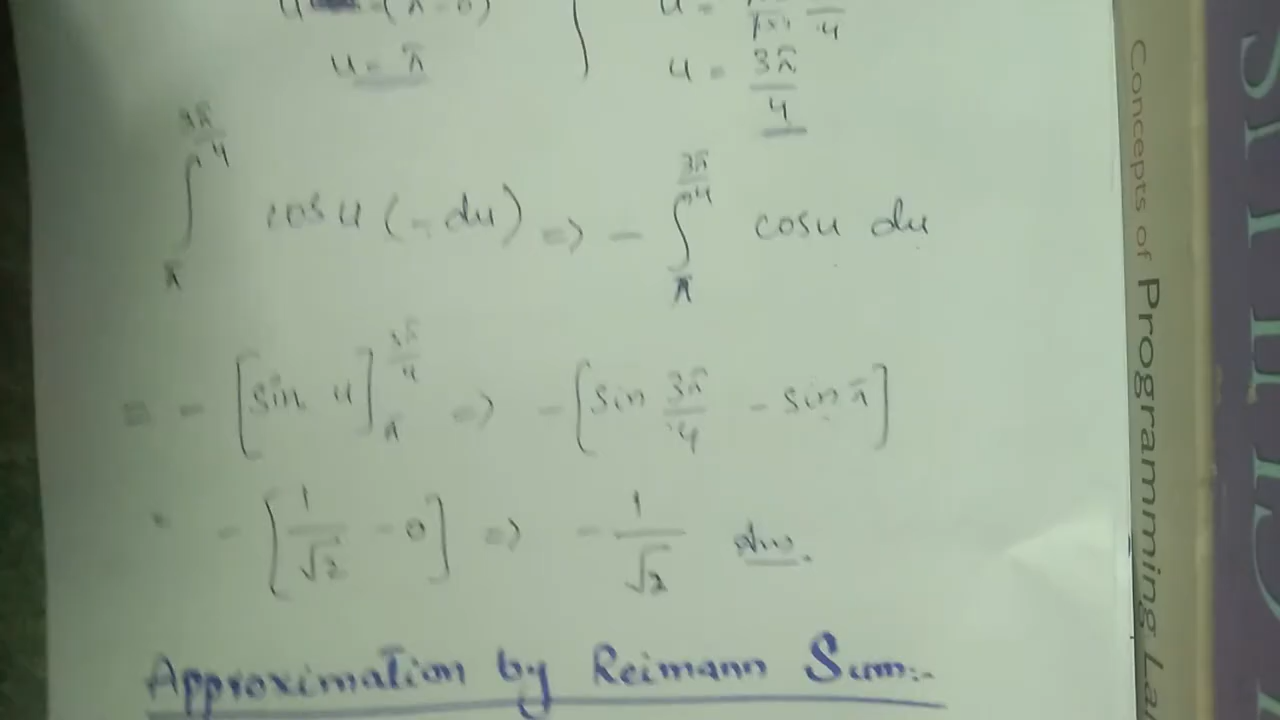 u = π
u = 3π/4
∫_π^{3π/4} cos u (-du) => - ∫_π^{3π/4} cos u du
= - [sin u]_π^{3π/4} => - [sin 3π/4 - sin π]
- [1/√2 - 0] => - 1/√2 Ans.
Approximation by Reimann Sum:-
Concepts of Programming Lan